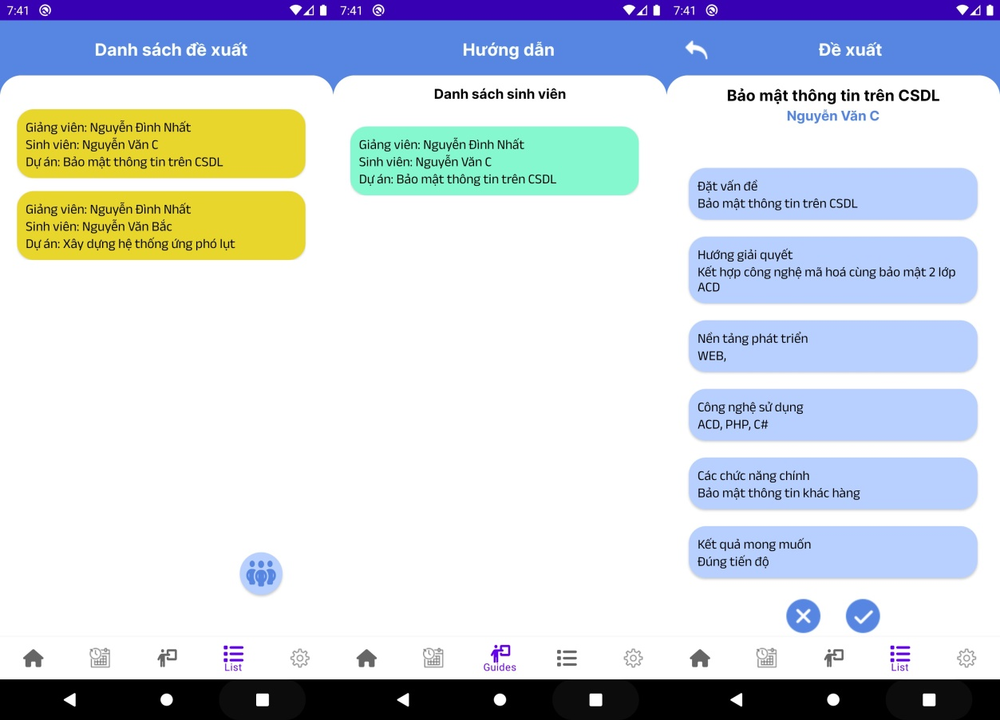 7:41
Danh sách đề xuất
Giảng viên: Nguyễn Đình Nhất
Sinh viên: Nguyễn Văn C
Dự án: Bảo mật thông tin trên CSDL
Giảng viên: Nguyễn Đình Nhất
Sinh viên: Nguyễn Văn Bắc
Dự án: Xây dựng hệ thống ứng phó lụt
List
7:41
Hướng dẫn
Danh sách sinh viên
Giảng viên: Nguyễn Đình Nhất
Sinh viên: Nguyễn Văn C
Dự án: Bảo mật thông tin trên CSDL
Guides
7:41
Đề xuất
Bảo mật thông tin trên CSDL
Nguyễn Văn C
Đặt vấn đề
Bảo mật thông tin trên CSDL
Hướng giải quyết
Kết hợp công nghệ mã hoá cùng bảo mật 2 lớp
ACD
Nền tảng phát triển
WEB,
Công nghệ sử dụng
ACD, PHP, C#
Các chức năng chính
Bảo mật thông tin khác hàng
Kết quả mong muốn
Đúng tiến độ
List